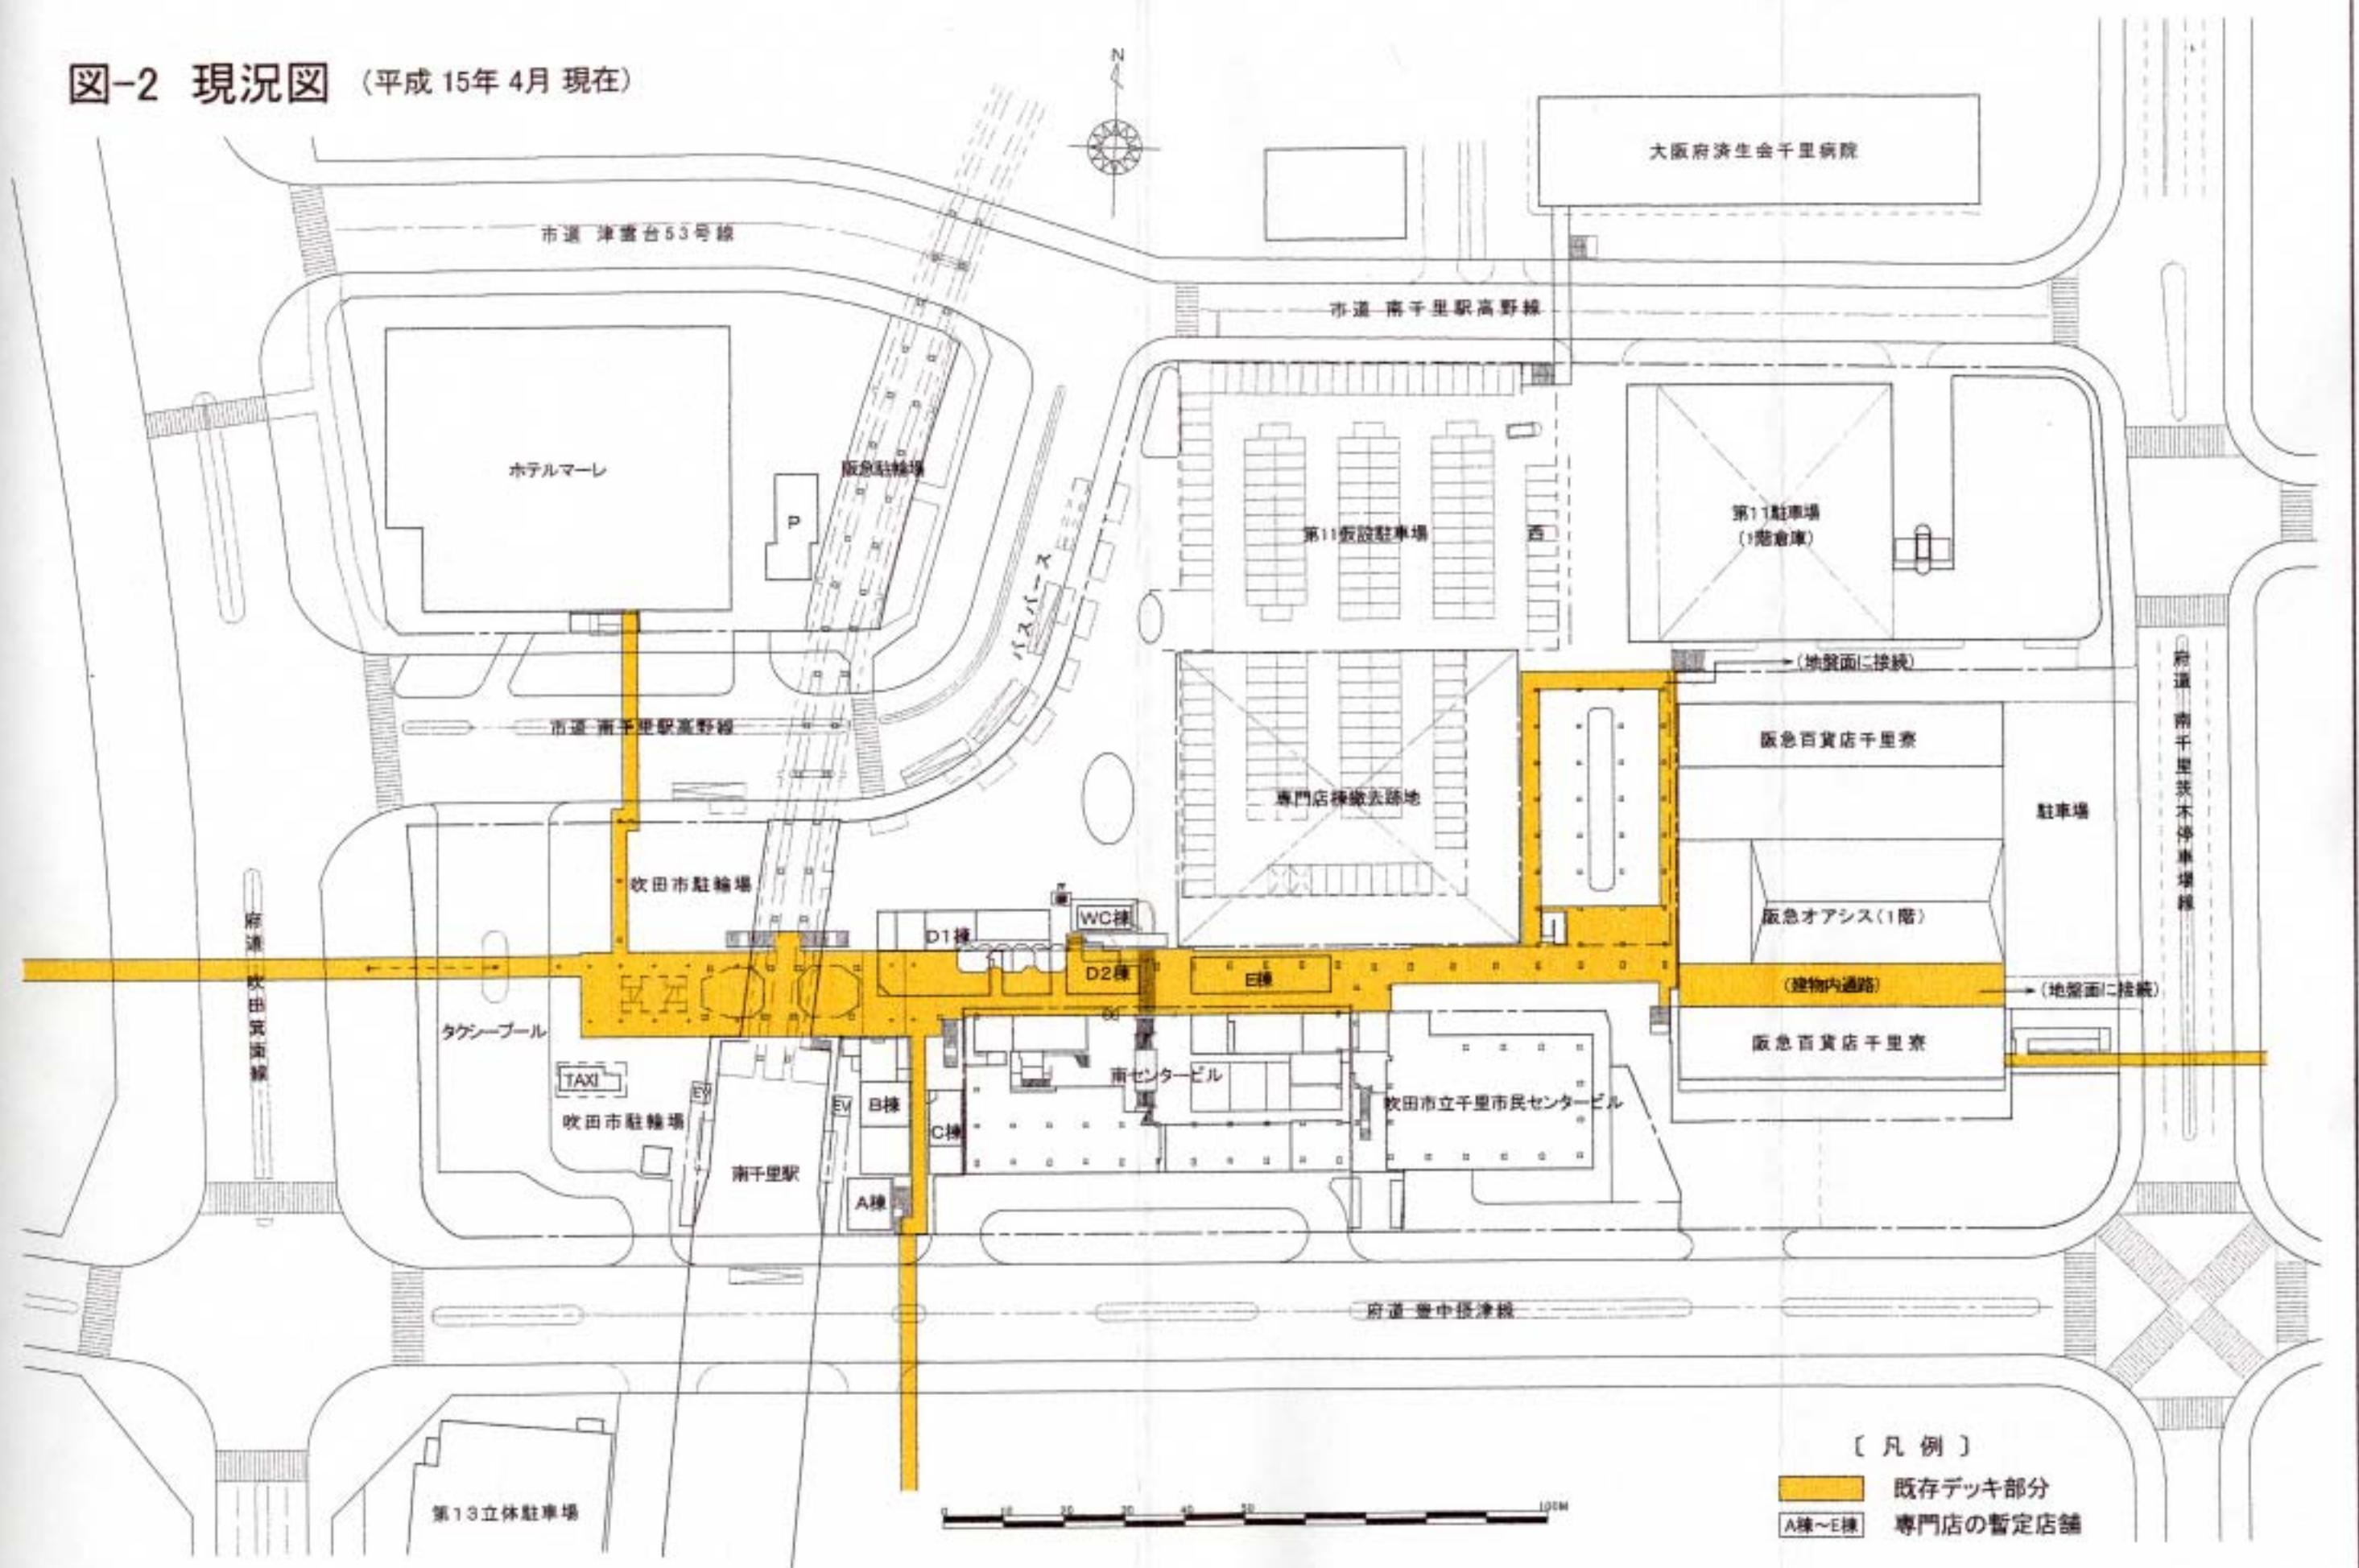 図-2 現況図 (平成 15年 4月 現在)
N
大阪府済生会千里病院
市道 津雲台53号線
市道 南千里駅高野線
ホテルマーレ
P
阪急駐輪場
バスバース
第11仮設駐車場
西
第11駐車場
(1階倉庫)
(地盤面に接続)
市道 南千里駅高野線
阪急百貨店千里寮
専門店棟撤去跡地
駐車場
府道 南千里茨木停車場線
吹田市駐輪場
WC棟
D1棟
阪急オアシス(1階)
府道 吹田箕面線
D2棟
E棟
(建物内通路)
(地盤面に接続)
タクシープール
阪急百貨店千里寮
TAXI
EV
EV
B棟
南センタービル
吹田市立千里市民センタービル
吹田市駐輪場
C棟
南千里駅
A棟
府道 豊中摂津線
〔 凡 例 〕
既存デッキ部分
A棟~E棟 専門店の暫定店舗
第13立体駐車場
0 10 20 30 40 50 100M